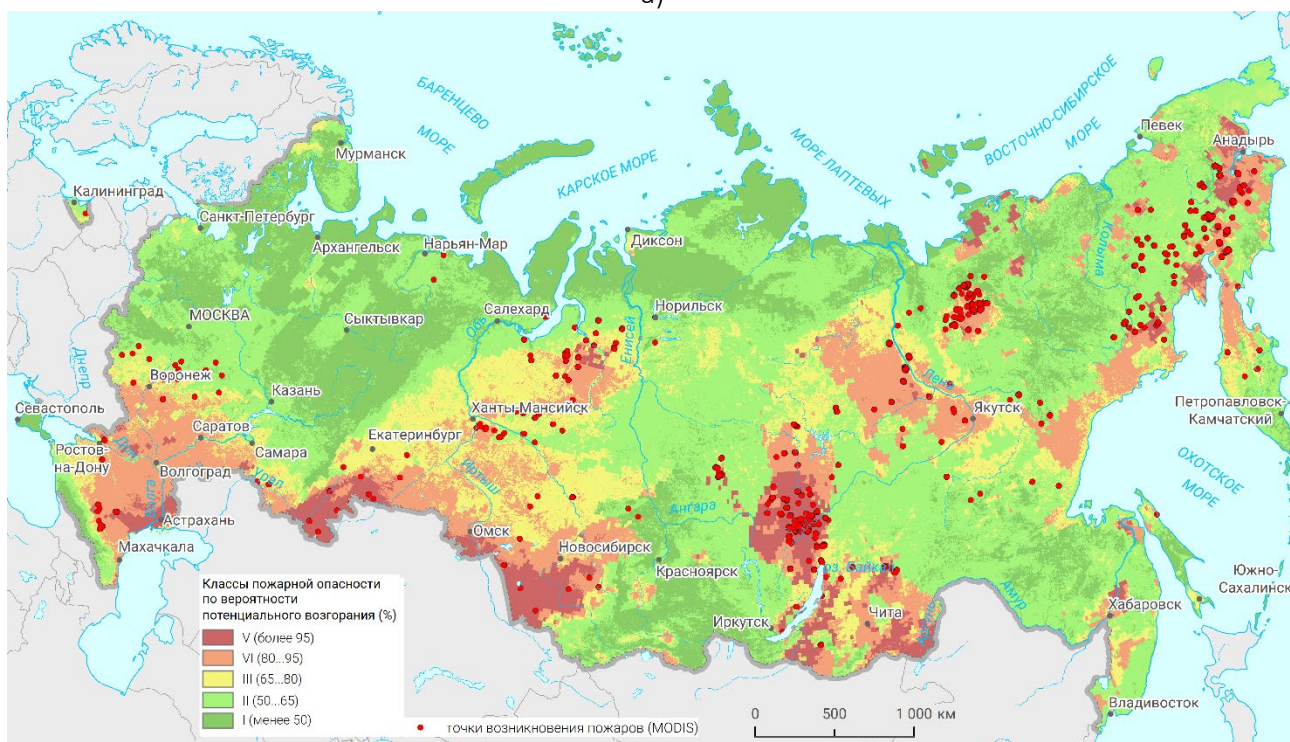 а)
БАРЕНЦЕВО
МОРЕ
КАРСКОЕ МОРЕ
МОРЕ ЛАПТЕВЫХ
ВОСТОЧНО-СИБИРСКОЕ
МОРЕ
Певек
Анадырь
Мурманск
Калининград
Санкт-Петербург
Архангельск
Нарьян-Мар
Диксон
Колыма
МОСКВА
Сыктывкар
Салехард
Обь
Енисей
Норильск
Днепр
Воронеж
Казань
Ханты-Мансийск
Лена
Якутск
Петропавловск-
Камчатский
Севастополь
Саратов
Екатеринбург
Самара
Ростов-
на-Дону
Дон
Волгоград
Урал
Иртыш
ОХОТСКОЕ
МОРЕ
Волга
Астрахань
Ангара
Омск
Новосибирск
Махачкала
Красноярск
оз. Байкал
Амур
Южно-
Сахалинск
Иркутск
Чита
Хабаровск
Владивосток
Классы пожарной опасности
по вероятности
потенциального возгорания (%)
V (более 95)
VI (80...95)
III (65...80)
II (50...65)
I (менее 50)
точки возникновения пожаров (MODIS)
0 500 1 000 км